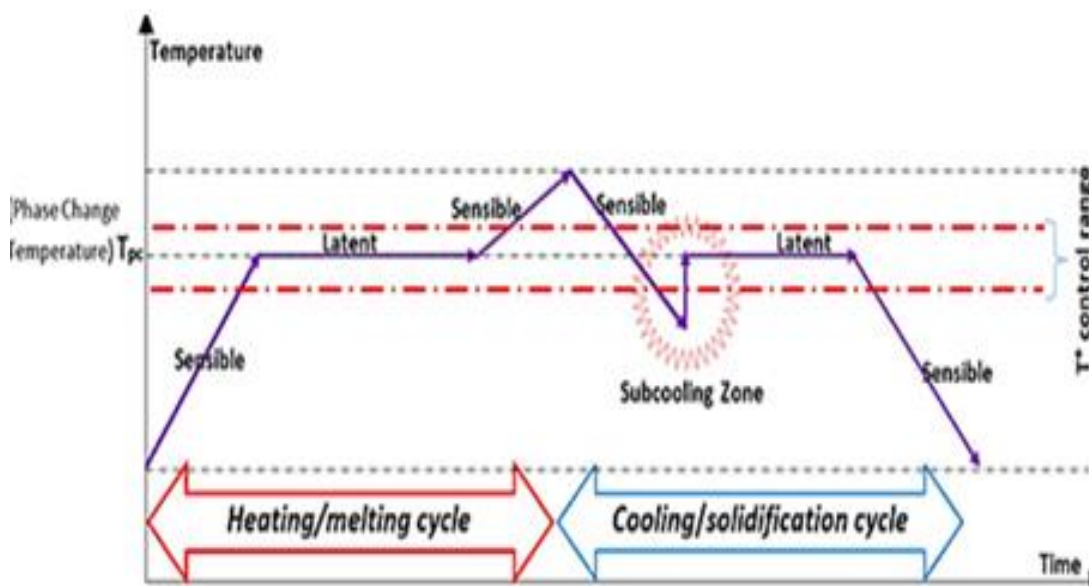 Temperature
(Phase Change
Temperature) Tpc
Sensible
Latent
Sensible
Sensible
Latent
Sensible
Subcooling Zone
T° control range
Heating/melting cycle
Cooling/solidification cycle
Time